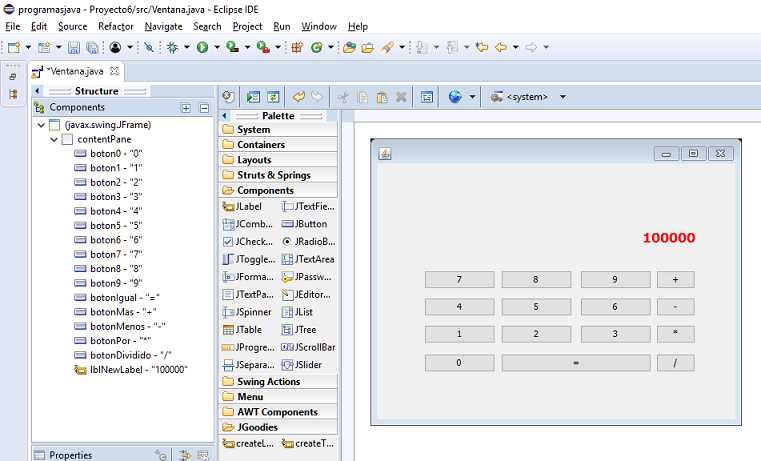 programasjava - Proyecto6/src/Ventana.java - Eclipse IDE
File Edit Source Refactor Navigate Search Project Run Window Help
*Ventana.java
Structure
Components
(javax.swing.JFrame)
contentPane
boton0 - "0"
boton1 - "1"
boton2 - "2"
boton3 - "3"
boton4 - "4"
boton5 - "5"
boton6 - "6"
boton7 - "7"
boton8 - "8"
boton9 - "9"
botonIgual - "="
botonMas - "+"
botonMenos - "-"
botonPor - "*"
botonDividido - "/"
lblNewLabel - "100000"
Properties
<system>
Palette
System
Containers
Layouts
Struts & Springs
Components
JLabel JTextFie...
JComb... JButton
JCheck... JRadioB...
JToggle... JTextArea
JForma... JPassw...
JTextPa... JEditor...
JSpinner JList
JTable JTree
JProgre... JScrollBar
JSepara... JSlider
Swing Actions
Menu
AWT Components
JGoodies
createL... createT...
100000
7 8 9 +
4 5 6 -
1 2 3 *
0 = /